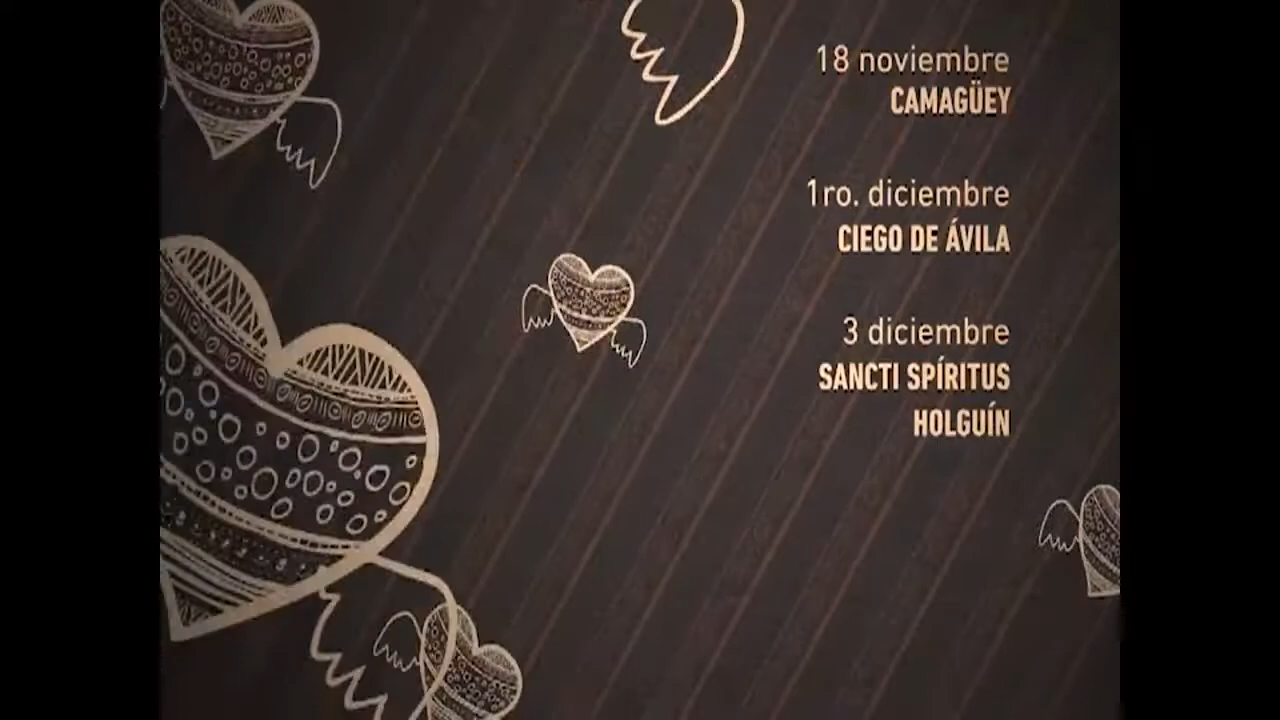 18 noviembre
CAMAGÜEY
1ro. diciembre
CIEGO DE ÁVILA
3 diciembre
SANCTI SPÍRITUS
HOLGUÍN